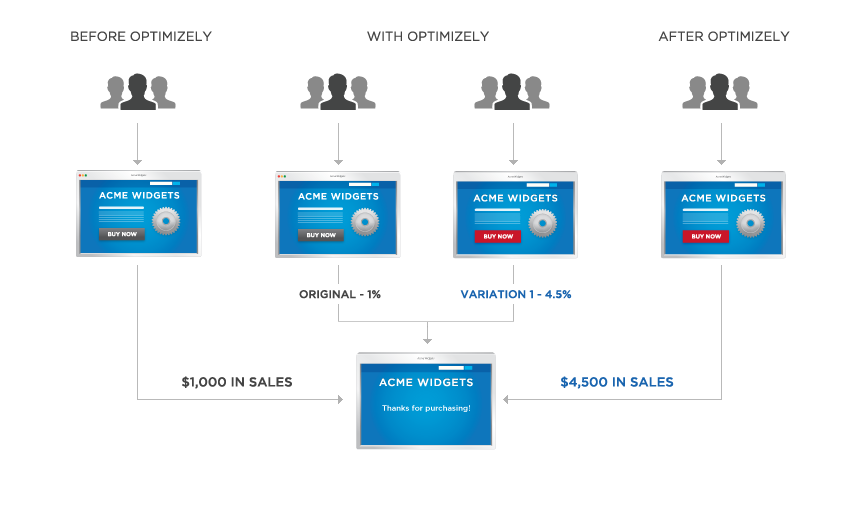 BEFORE OPTIMIZELY
WITH OPTIMIZELY
AFTER OPTIMIZELY
ACME WIDGETS
BUY NOW
ACME WIDGETS
BUY NOW
ACME WIDGETS
BUY NOW
ACME WIDGETS
BUY NOW
ORIGINAL - 1%
VARIATION 1 - 4.5%
$1,000 IN SALES
$4,500 IN SALES
ACME WIDGETS
Thanks for purchasing!